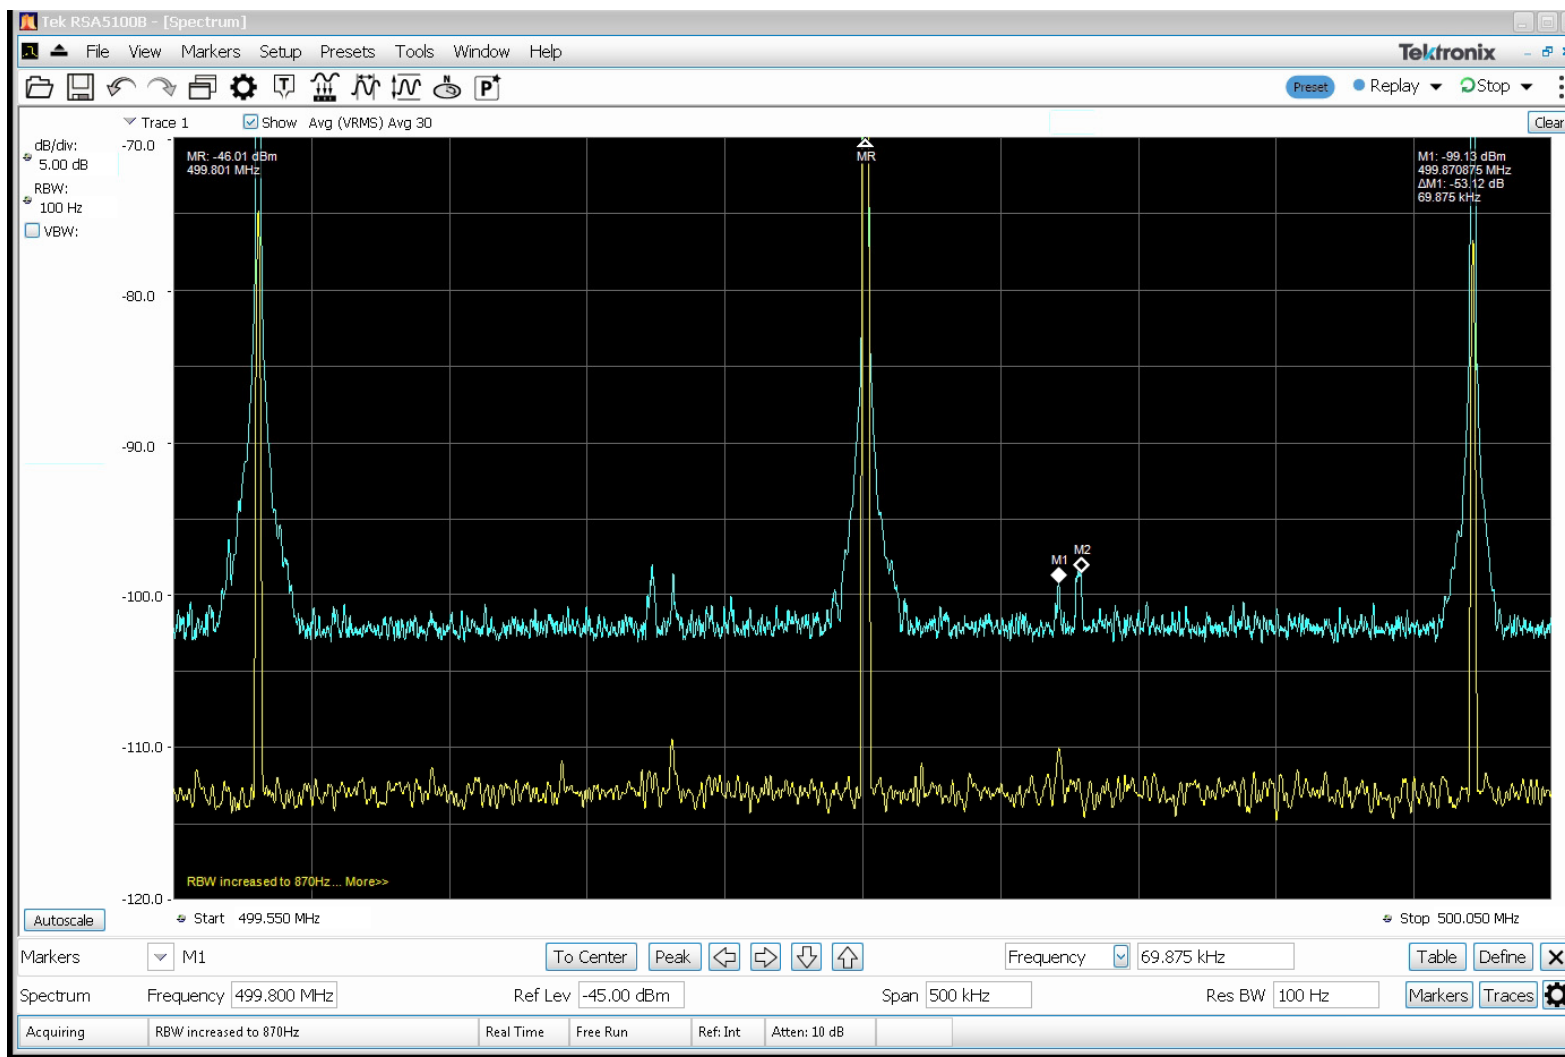 Tek RSA5100B - [Spectrum]
File View Markers Setup Presets Tools Window Help
Tektronix
T N P
Preset Replay Stop
Trace 1 Show Avg (VRMS) Avg 30
Clear
dB/div:
5.00 dB
RBW:
100 Hz
VBW:
-70.0
-80.0
-90.0
-100.0
-110.0
-120.0
MR: -46.01 dBm
499.801 MHz
MR
M1: -99.13 dBm
499.870875 MHz
ΔM1: -53.12 dB
69.875 kHz
M1
M2
RBW increased to 870Hz... More>>
Autoscale
Start 499.550 MHz
Stop 500.050 MHz
Markers M1 To Center Peak Frequency 69.875 kHz Table Define X
Spectrum Frequency 499.800 MHz Ref Lev -45.00 dBm Span 500 kHz Res BW 100 Hz Markers Traces
Acquiring RBW increased to 870Hz Real Time Free Run Ref: Int Atten: 10 dB